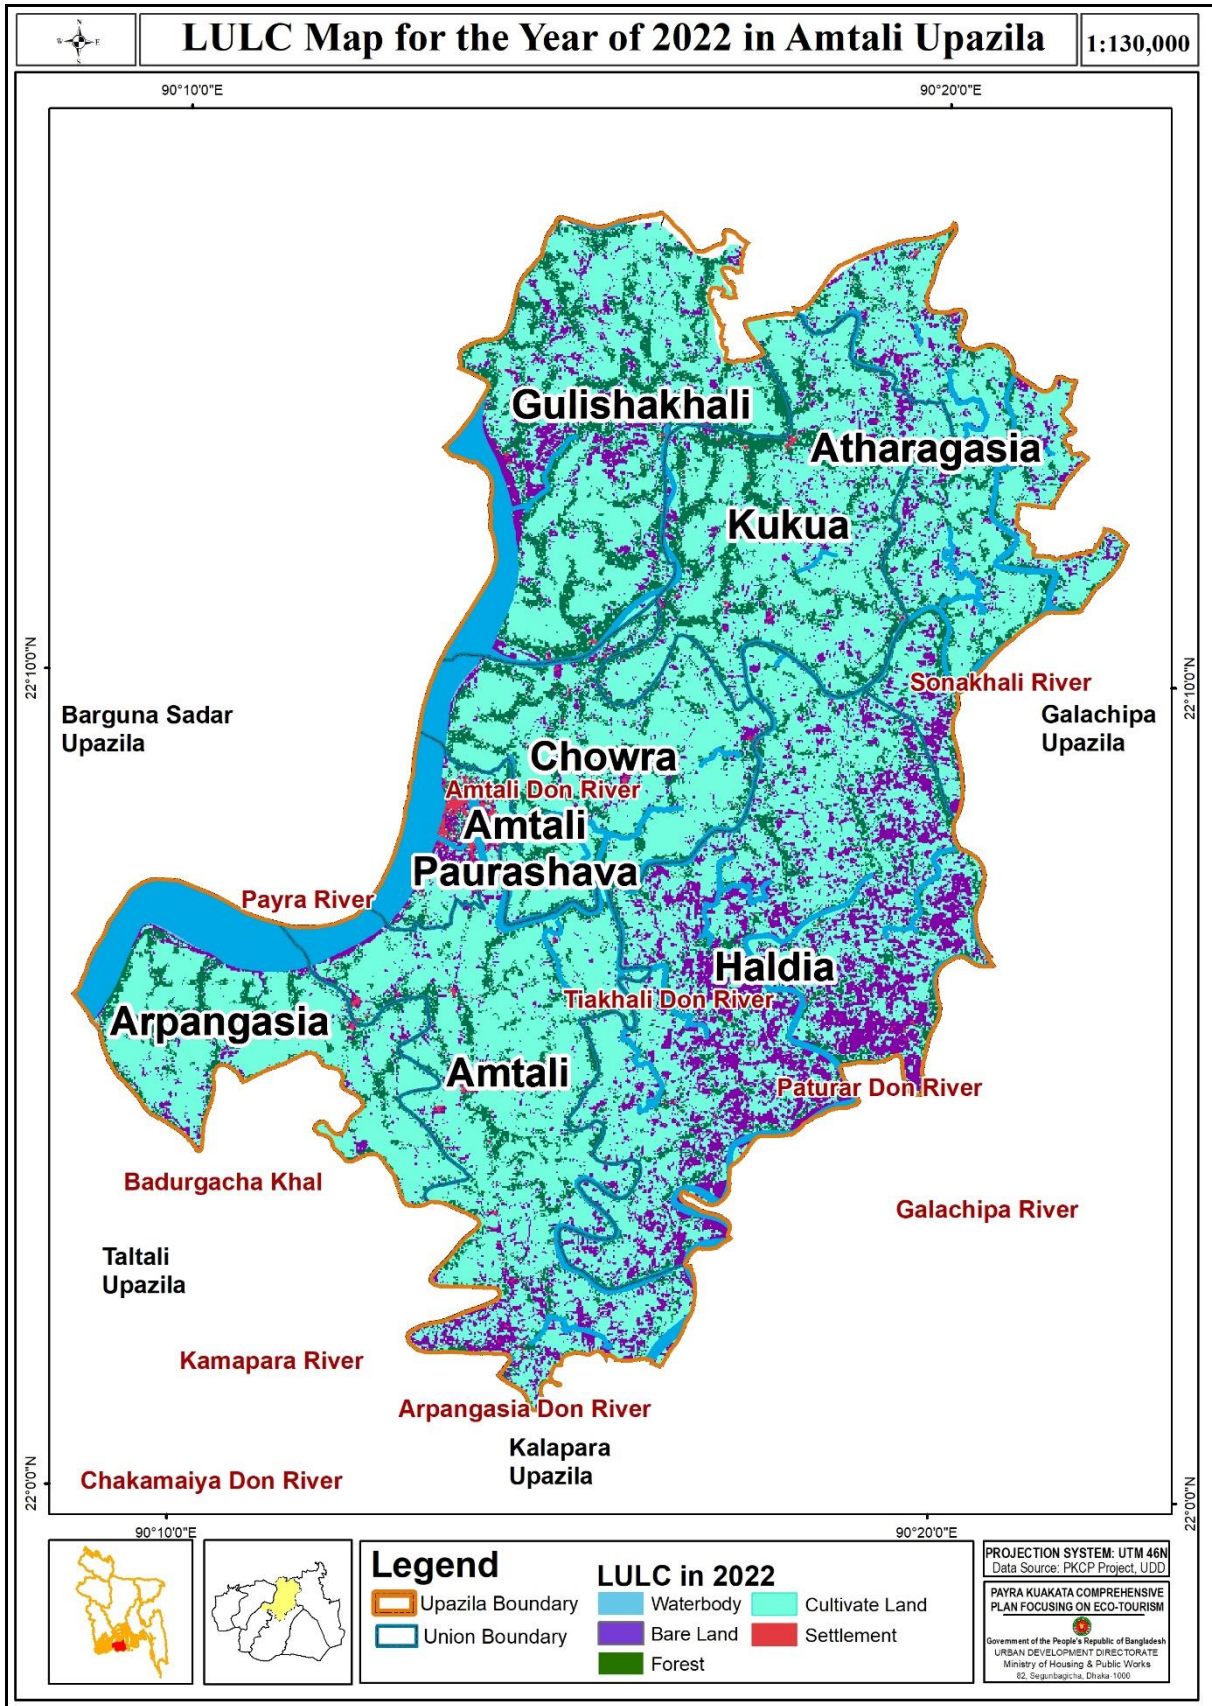 LULC Map for the Year of 2022 in Amtali Upazila
1:130,000
N
W
E
S
90°10'0"E
90°20'0"E
Gulishakhali
Atharagasia
Kukua
22°10'0"N
22°10'0"N
Sonakhali River
Barguna Sadar
Upazila
Galachipa
Upazila
Chowra
Amtali Don River
Amtali
Paurashava
Payra River
Haldia
Tiakhali Don River
Arpangasia
Amtali
Paturar Don River
Badurgacha Khal
Galachipa River
Taltali
Upazila
Kamapara River
Arpangasia Don River
Kalapara
Upazila
Chakamaiya Don River
22°0'0"N
22°0'0"N
90°10'0"E
90°20'0"E
Legend
Upazila Boundary
Union Boundary
LULC in 2022
Waterbody
Bare Land
Forest
Cultivate Land
Settlement
PROJECTION SYSTEM: UTM 46N
Data Source: PKCP Project, UDD
PAYRA KUAKATA COMPREHENSIVE
PLAN FOCUSING ON ECO-TOURISM
Government of the People's Republic of Bangladesh
URBAN DEVELOPMENT DIRECTORATE
Ministry of Housing & Public Works
82, Segunbagicha, Dhaka-1000